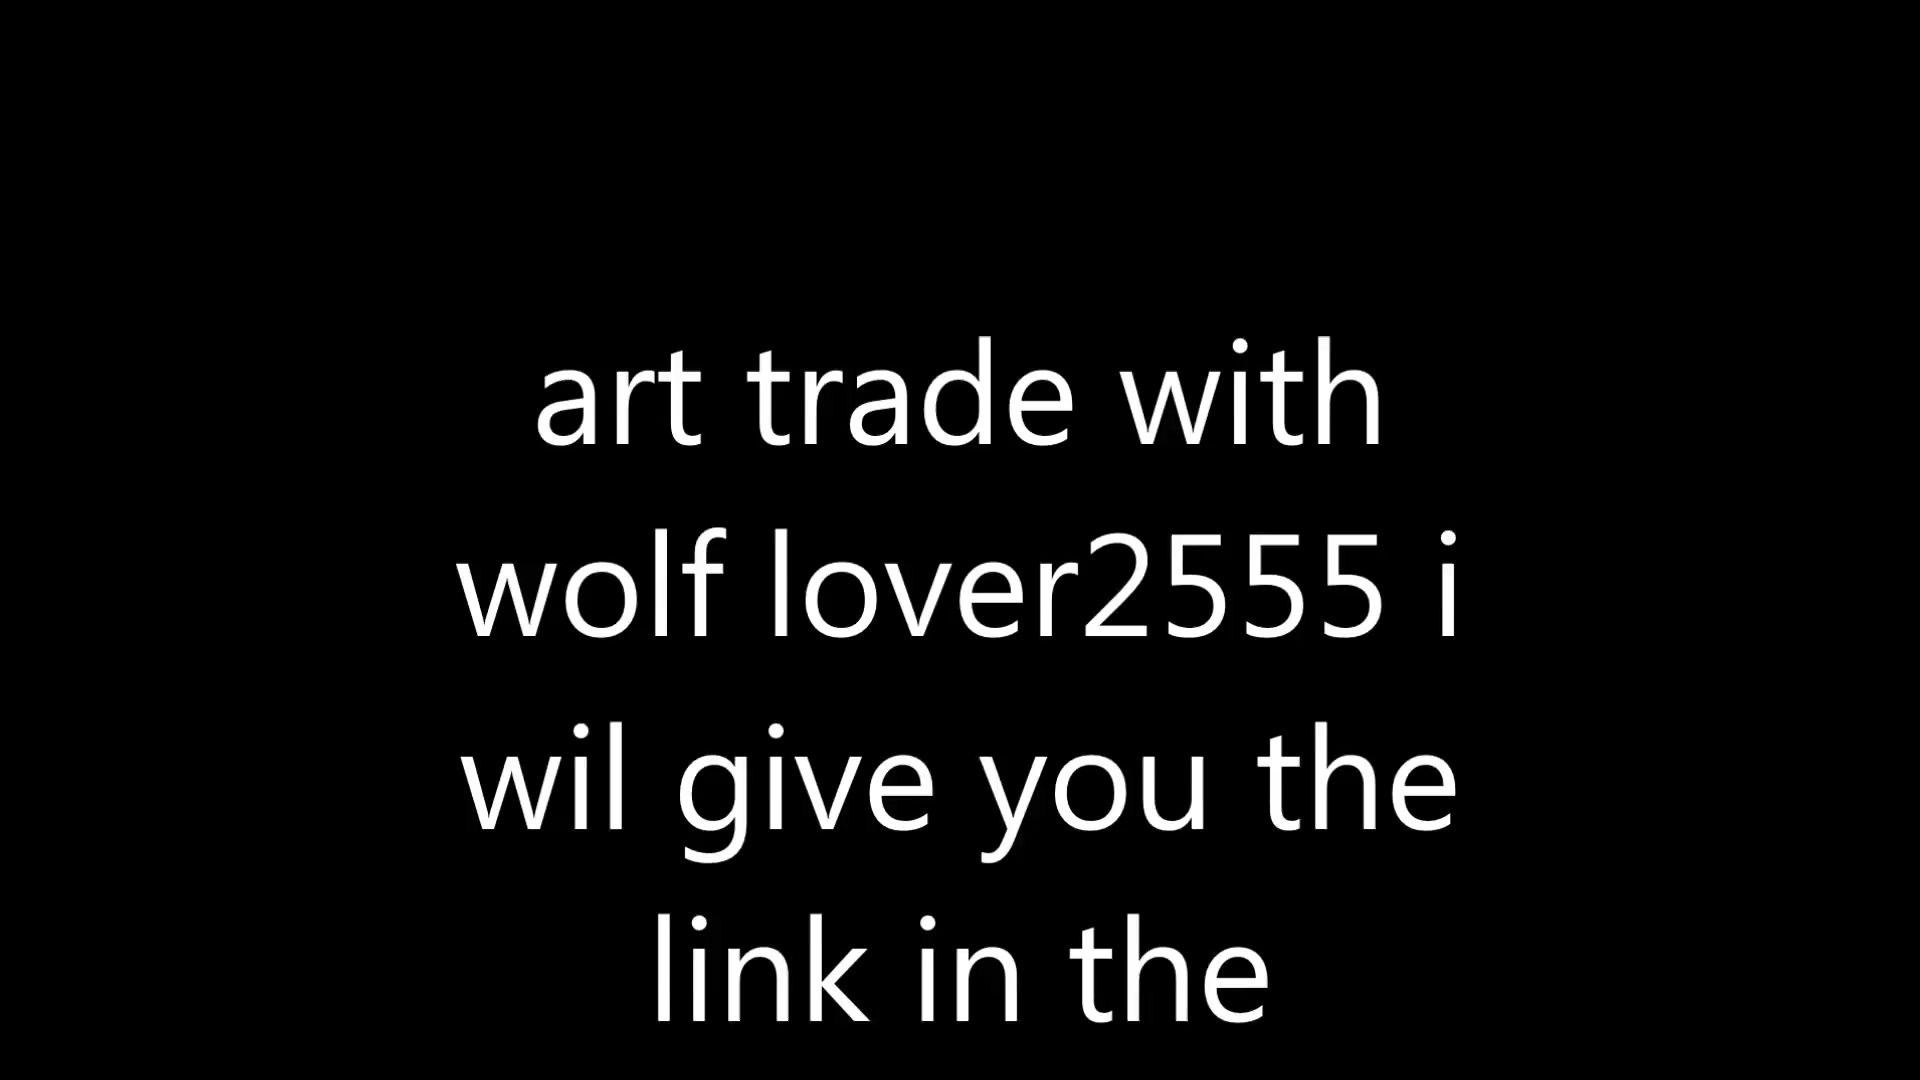 art trade with
wolf lover2555 i
wil give you the
link in the